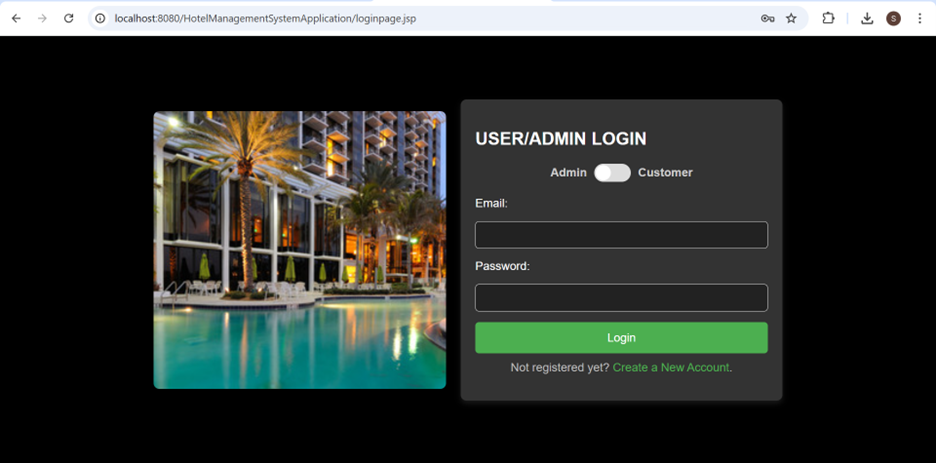 localhost:8080/HotelManagementSystemApplication/loginpage.jsp
S
USER/ADMIN LOGIN
Admin Customer
Email:
Password:
Login
Not registered yet? Create a New Account.